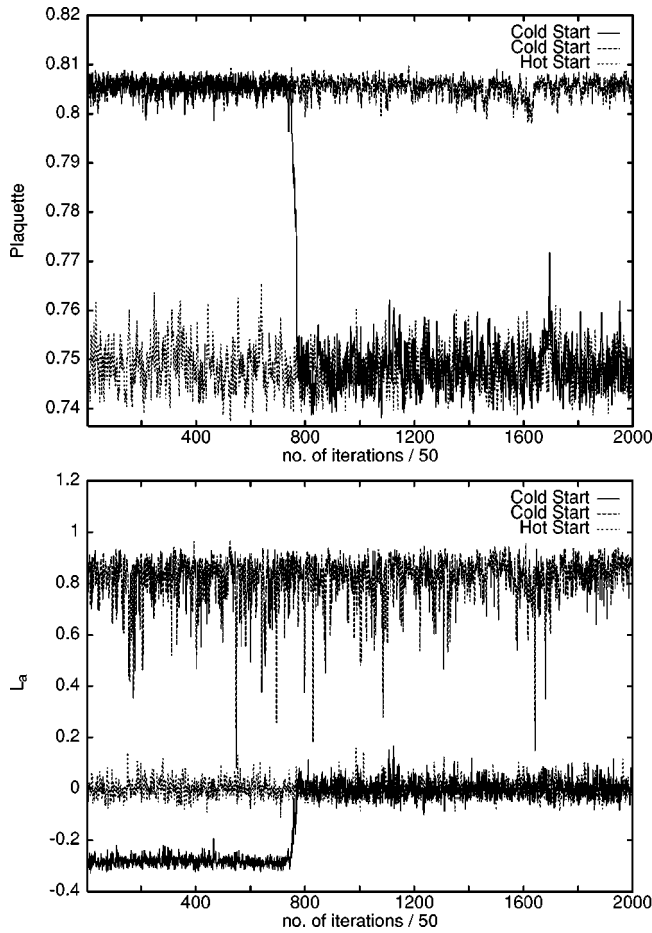 0.82
0.81
0.8
0.79
0.78
0.77
0.76
0.75
0.74
Plaquette
Cold Start
Cold Start
Hot Start
400 800 1200 1600 2000
no. of iterations / 50
1.2
1
0.8
0.6
0.4
0.2
0
-0.2
-0.4
La
Cold Start
Cold Start
Hot Start
400 800 1200 1600 2000
no. of iterations / 50